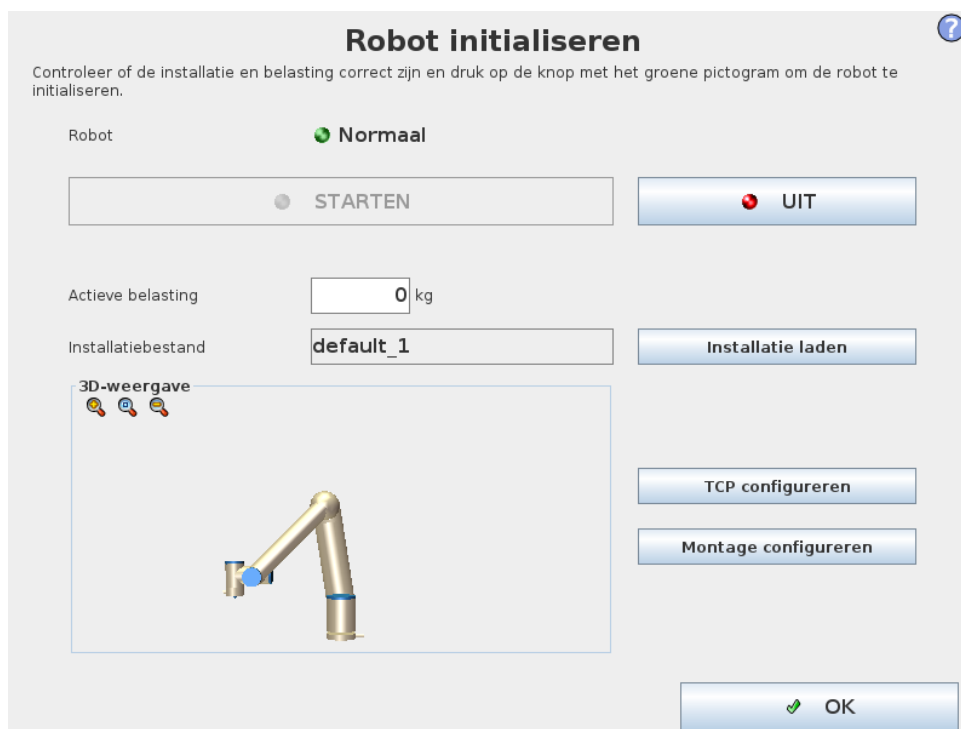 Robot initialiseren
?
Controleer of de installatie en belasting correct zijn en druk op de knop met het groene pictogram om de robot te
initialiseren.
Robot Normaal
STARTEN UIT
Actieve belasting 0 kg
Installatiebestand default_1 Installatie laden
3D-weergave
TCP configureren
Montage configureren
OK